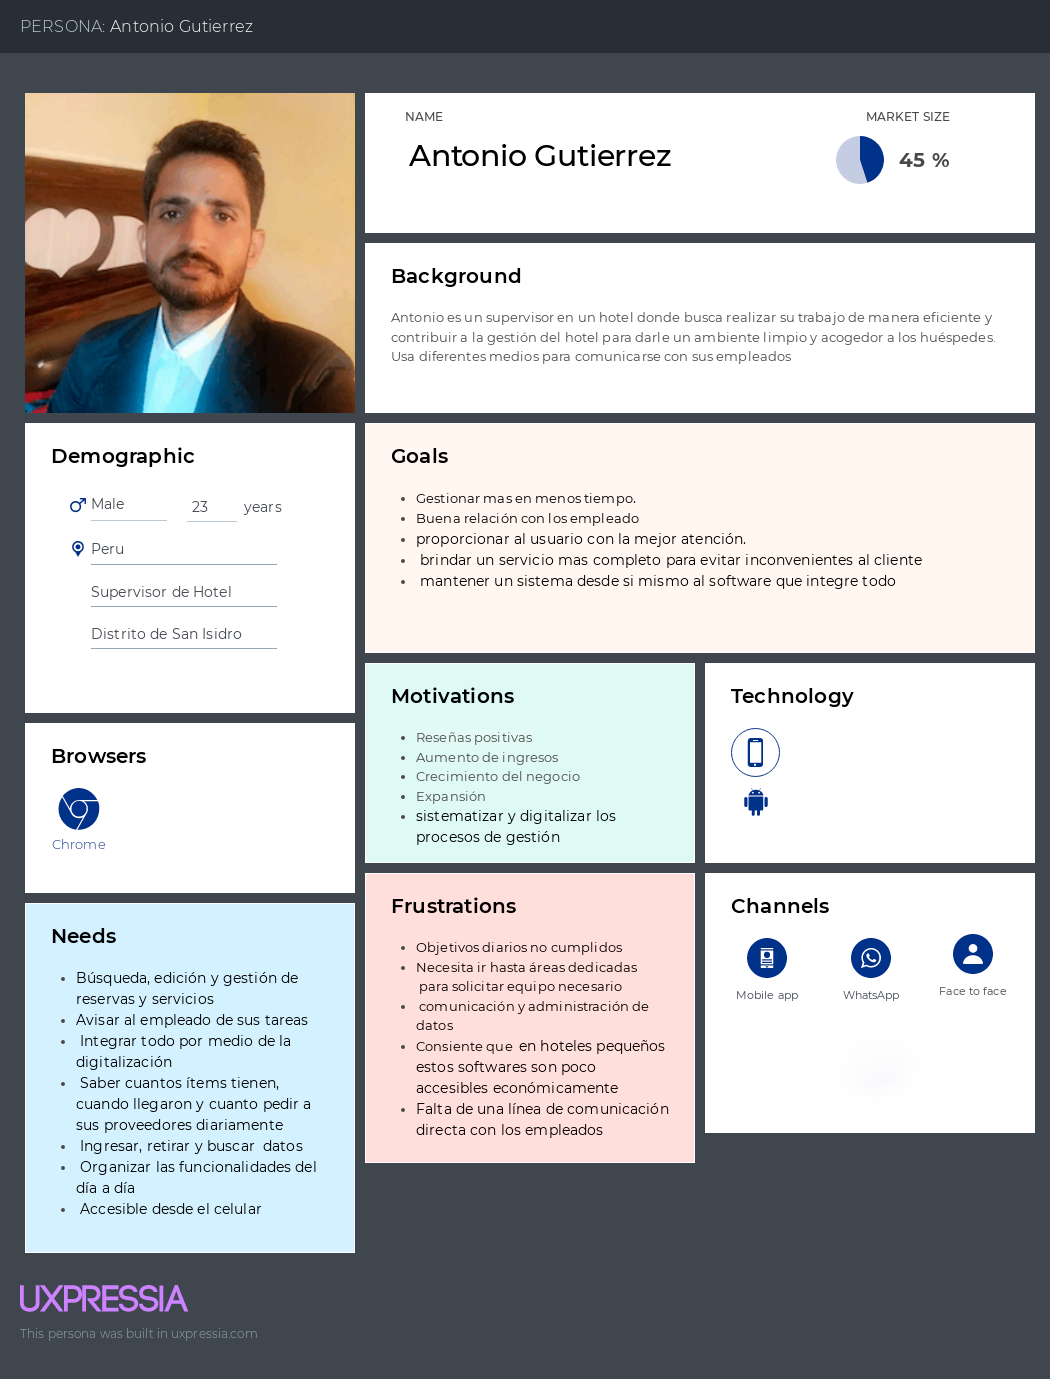 PERSONA: Antonio Gutierrez
NAME
MARKET SIZE
Antonio Gutierrez
45 %
Background
Antonio es un supervisor en un hotel donde busca realizar su trabajo de manera eficiente y
contribuir a la gestión del hotel para darle un ambiente limpio y acogedor a los huéspedes.
Usa diferentes medios para comunicarse con sus empleados
Demographic
Male
23 years
Peru
Supervisor de Hotel
Distrito de San Isidro
Goals
Gestionar mas en menos tiempo.
Buena relación con los empleado
proporcionar al usuario con la mejor atención.
brindar un servicio mas completo para evitar inconvenientes al cliente
mantener un sistema desde si mismo al software que integre todo
Motivations
Reseñas positivas
Aumento de ingresos
Crecimiento del negocio
Expansión
sistematizar y digitalizar los
procesos de gestión
Technology
Browsers
Chrome
Needs
Búsqueda, edición y gestión de
reservas y servicios
Avisar al empleado de sus tareas
Integrar todo por medio de la
digitalización
Saber cuantos ítems tienen,
cuando llegaron y cuanto pedir a
sus proveedores diariamente
Ingresar, retirar y buscar datos
Organizar las funcionalidades del
día a día
Accesible desde el celular
Frustrations
Objetivos diarios no cumplidos
Necesita ir hasta áreas dedicadas
para solicitar equipo necesario
comunicación y administración de
datos
Consiente que en hoteles pequeños
estos softwares son poco
accesibles económicamente
Falta de una línea de comunicación
directa con los empleados
Channels
Mobile app
WhatsApp
Face to face
UXPRESSIA
This persona was built in uxpressia.com